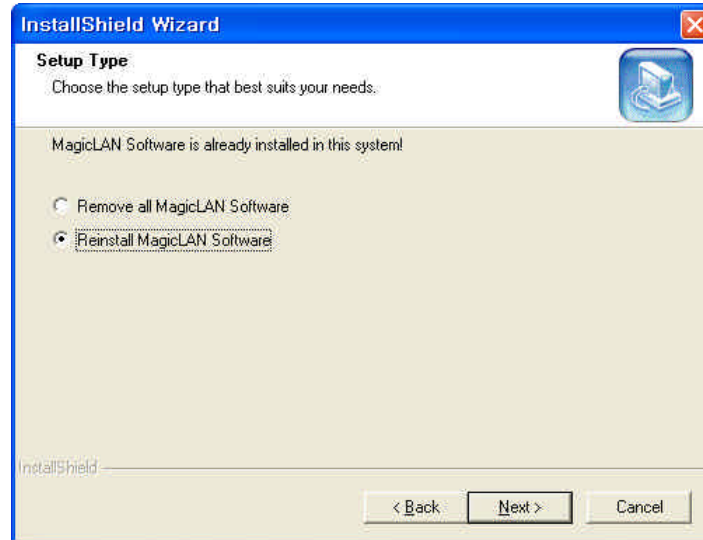 InstallShield Wizard
Setup Type
Choose the setup type that best suits your needs.
MagicLAN Software is already installed in this system!
Remove all MagicLAN Software
Reinstall MagicLAN Software
InstallShield
< Back Next > Cancel